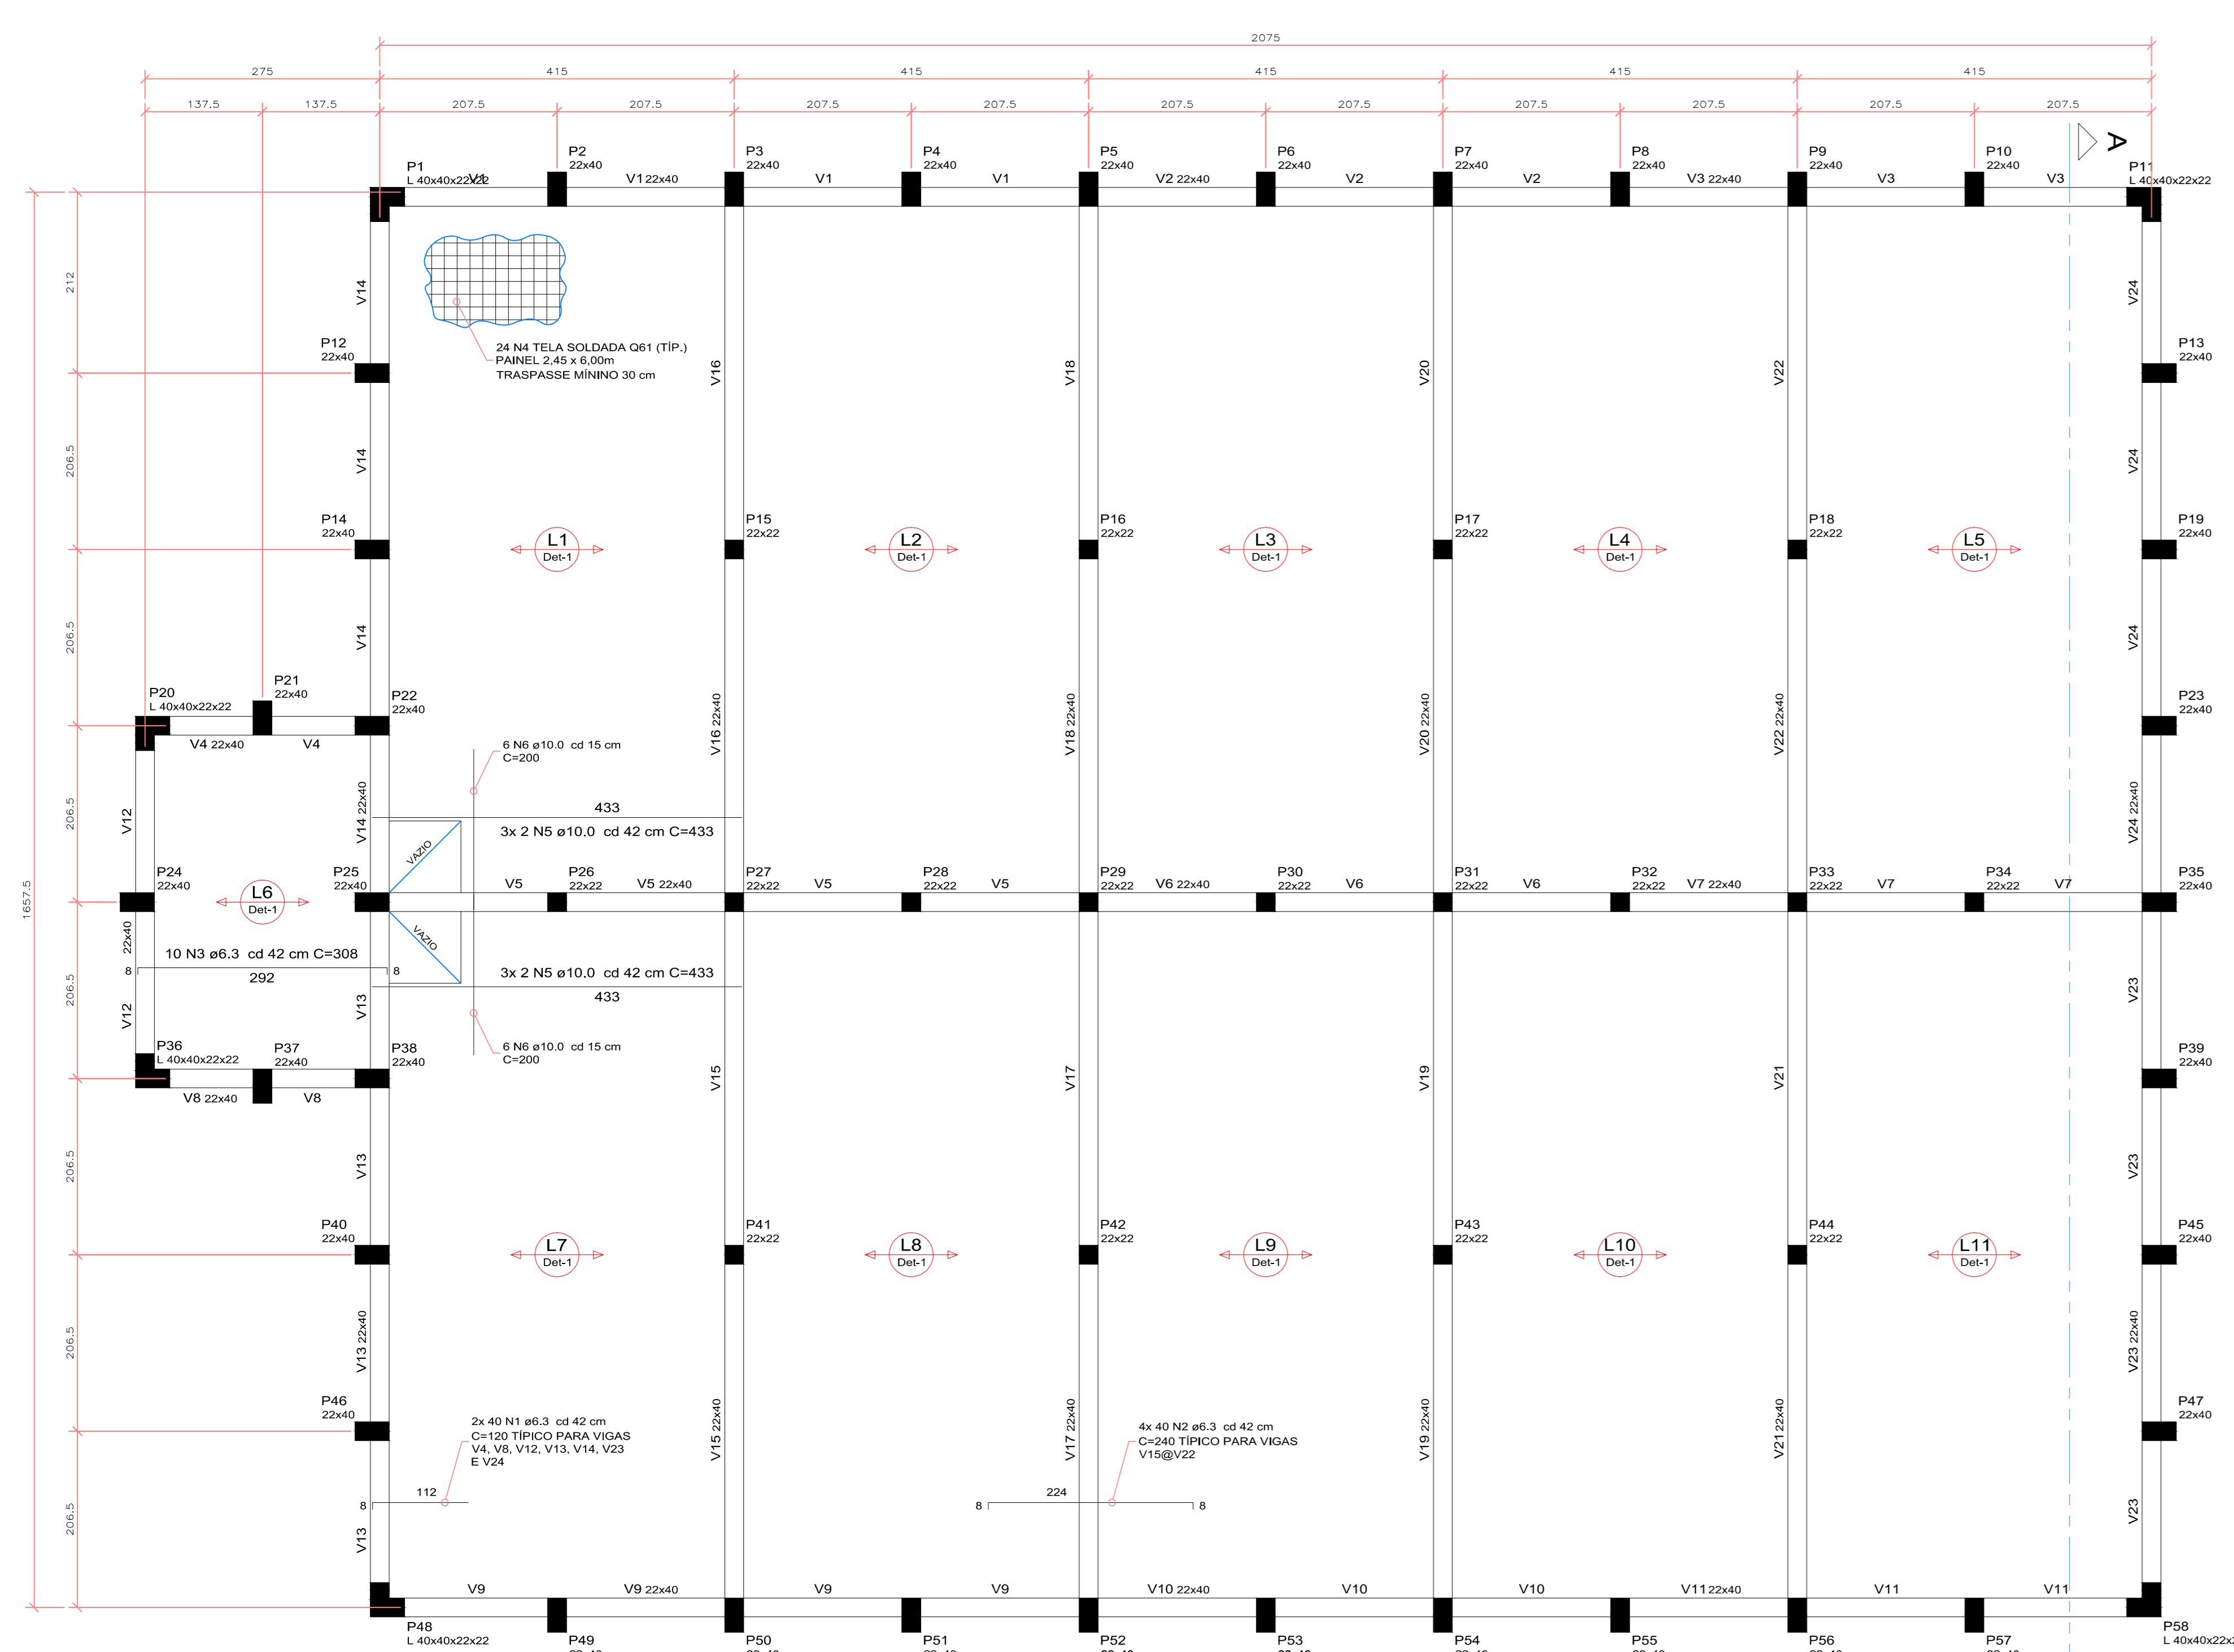 2075
275
415
415
415
415
415
137.5
137.5
207.5
207.5
207.5
207.5
207.5
207.5
207.5
207.5
207.5
207.5
A
P1
L 40x40x22x22
P2
22x40
P3
22x40
P4
22x40
P5
22x40
P6
22x40
P7
22x40
P8
22x40
P9
22x40
P10
22x40
P11
L 40x40x22x22
V1
V1 22x40
V1
V1
V2 22x40
V2
V2
V3 22x40
V3
V3
212
V14
V24
24 N4 TELA SOLDADA Q61 (TÍP.)
PAINEL 2,45 x 6,00m
TRASPASSE MÍNINO 30 cm
P12
22x40
V16
V18
V20
V22
P13
22x40
206.5
V14
V24
P14
22x40
L1
Det-1
P15
22x22
L2
Det-1
P16
22x22
L3
Det-1
P17
22x22
L4
Det-1
P18
22x22
L5
Det-1
P19
22x40
206.5
V14
V24
P20
L 40x40x22x22
P21
22x40
P22
22x40
V16 22x40
V18 22x40
V20 22x40
V22 22x40
P23
22x40
V4 22x40
V4
6 N6 ø10.0 cd 15 cm
C=200
206.5
V12
V14 22x40
433
3x 2 N5 ø10.0 cd 42 cm C=433
V24 22x40
VAZIO
1657.5
P24
22x40
L6
Det-1
P25
22x40
V5
P26
22x22
V5 22x40
P27
22x22
V5
P28
22x22
V5
P29
22x22
V6 22x40
P30
22x22
V6
P31
22x22
V6
P32
22x22
V7 22x40
P33
22x22
V7
P34
22x22
V7
P35
22x40
22x40
VAZIO
10 N3 ø6.3 cd 42 cm C=308
8
8
292
3x 2 N5 ø10.0 cd 42 cm C=433
433
206.5
V12
V13
V23
6 N6 ø10.0 cd 15 cm
C=200
P36
L 40x40x22x22
P37
22x40
P38
22x40
V8 22x40
V8
V15
V17
V19
V21
P39
22x40
206.5
V13
V23
P40
22x40
L7
Det-1
P41
22x22
L8
Det-1
P42
22x22
L9
Det-1
P43
22x22
L10
Det-1
P44
22x22
L11
Det-1
P45
22x40
206.5
V13 22x40
V23 22x40
P46
22x40
V15 22x40
V17 22x40
V19 22x40
V21 22x40
P47
22x40
2x 40 N1 ø6.3 cd 42 cm
C=120 TÍPICO PARA VIGAS
V4, V8, V12, V13, V14, V23
E V24
4x 40 N2 ø6.3 cd 42 cm
C=240 TÍPICO PARA VIGAS
V15@V22
112
8
224
8
8
206.5
V13
V23
V9
V9 22x40
V9
V9
V10 22x40
V10
V10
V11 22x40
V11
V11
P48
L 40x40x22x22
P49
P50
P51
P52
P53
P54
P55
P56
P57
P58